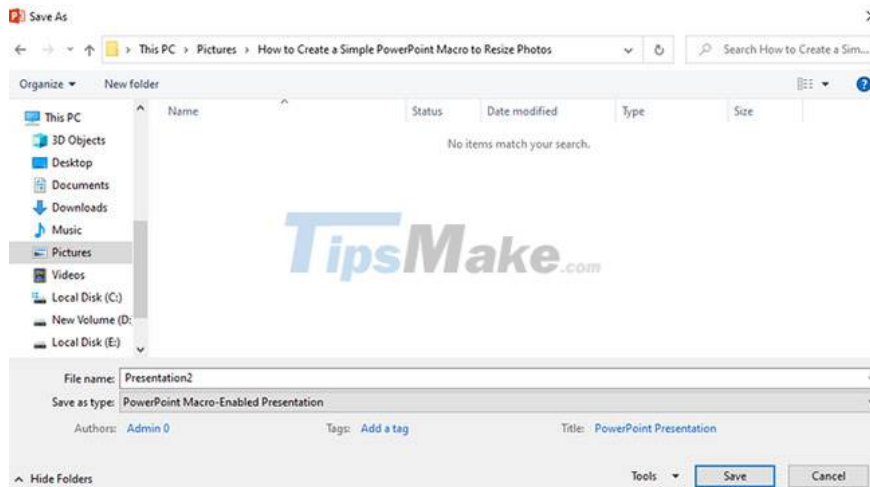 Save As
This PC > Pictures > How to Create a Simple PowerPoint Macro to Resize Photos
Search How to Create a Sim...
Organize New folder
Name Status Date modified Type Size
This PC
3D Objects
No items match your search.
Desktop
Documents
Downloads
Music
Pictures
Videos
Local Disk (C:)
New Volume (D:
Local Disk (E:)
TipsMake.com
File name: Presentation2
Save as type: PowerPoint Macro-Enabled Presentation
Authors: Admin 0 Tags: Add a tag Title: PowerPoint Presentation
Hide Folders Tools Save Cancel